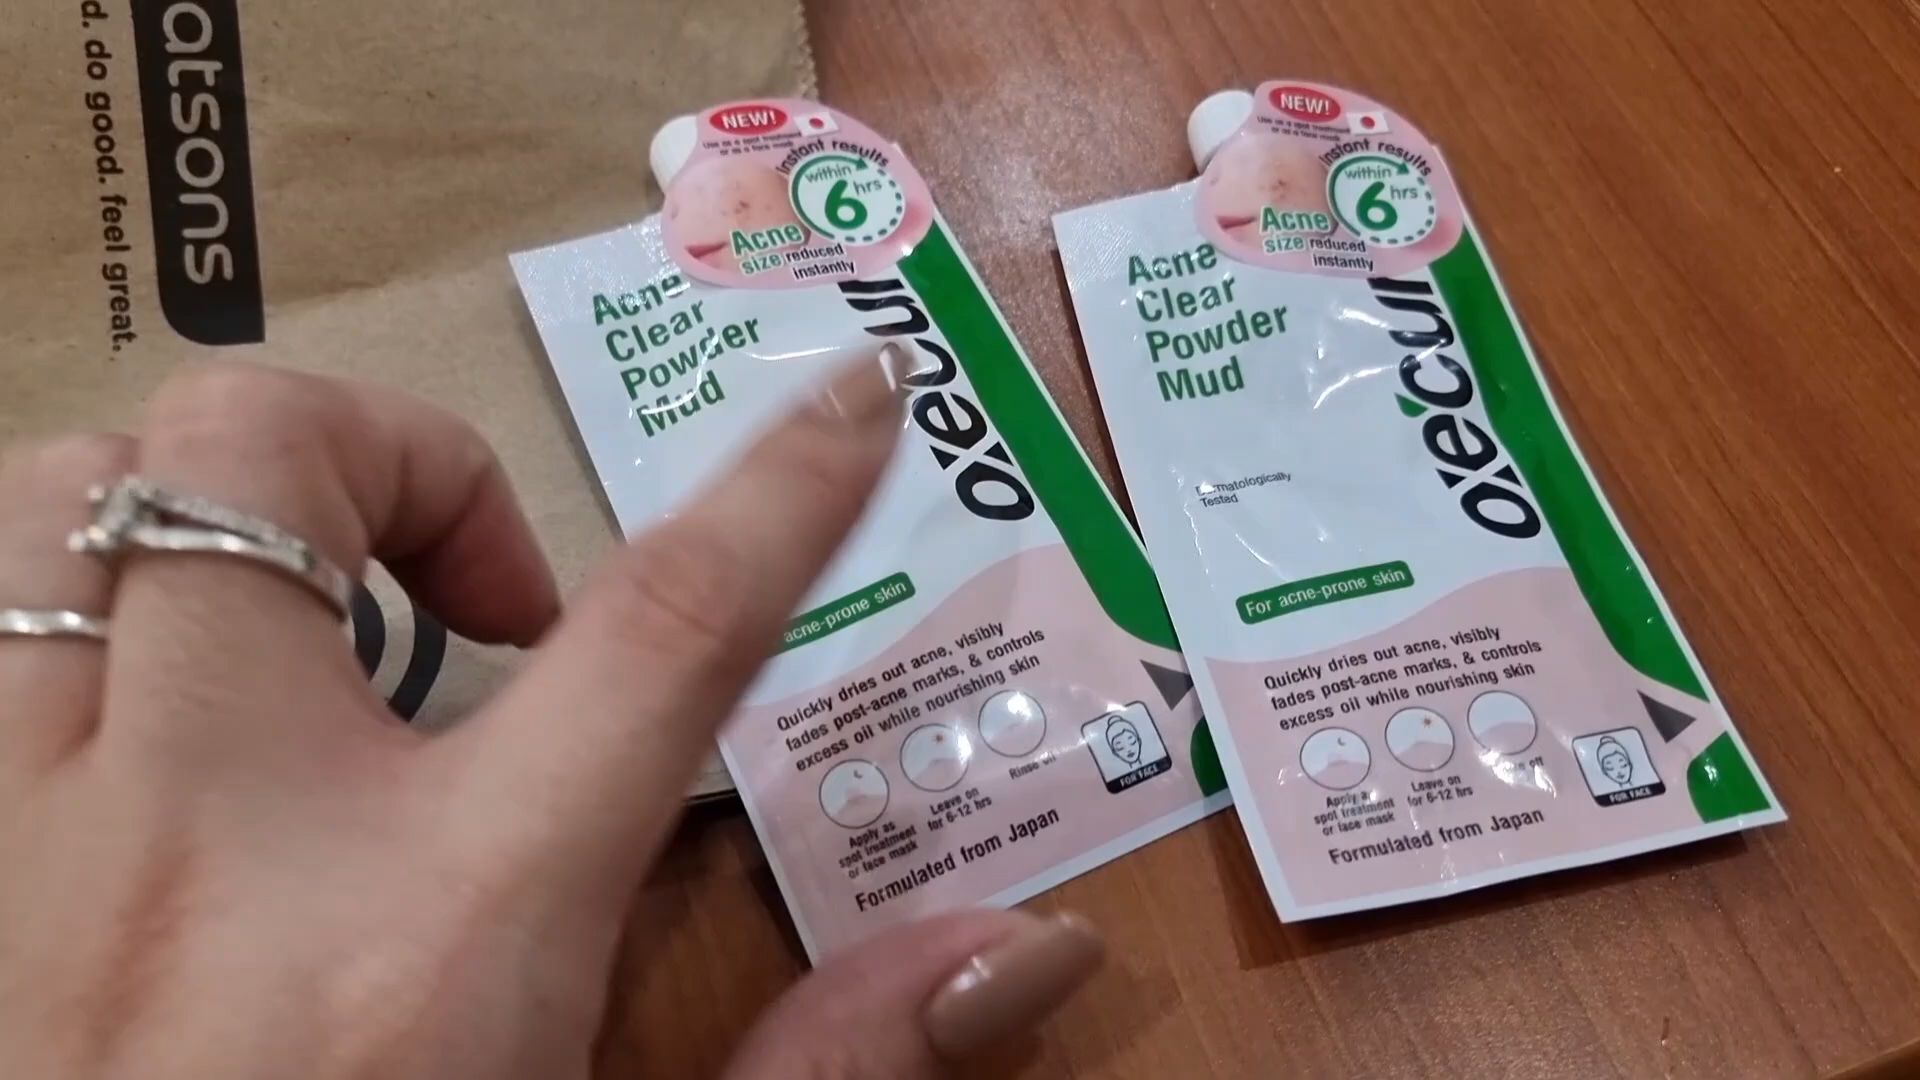 atsons
d. do good. feel great.
NEW!
Use as a spot treatment
or as a face mask
Instant results
within
6 hrs
Acne
size reduced
instantly
Acne
Clear
Powder
Mud
oxecur
acne-prone skin
Quickly dries out acne, visibly
fades post-acne marks, & controls
excess oil while nourishing skin
Apply as
spot treatment
or face mask
Leave on
for 6-12 hrs
Rinse off
FOR FACE
Formulated from Japan
NEW!
Use as a spot treatment
or as a face mask
Instant results
within
6 hrs
Acne
size reduced
instantly
Acne
Clear
Powder
Mud
oxecur
Dermatologically
Tested
For acne-prone skin
Quickly dries out acne, visibly
fades post-acne marks, & controls
excess oil while nourishing skin
Apply as
spot treatment
or face mask
Leave on
for 6-12 hrs
off
FOR FACE
Formulated from Japan